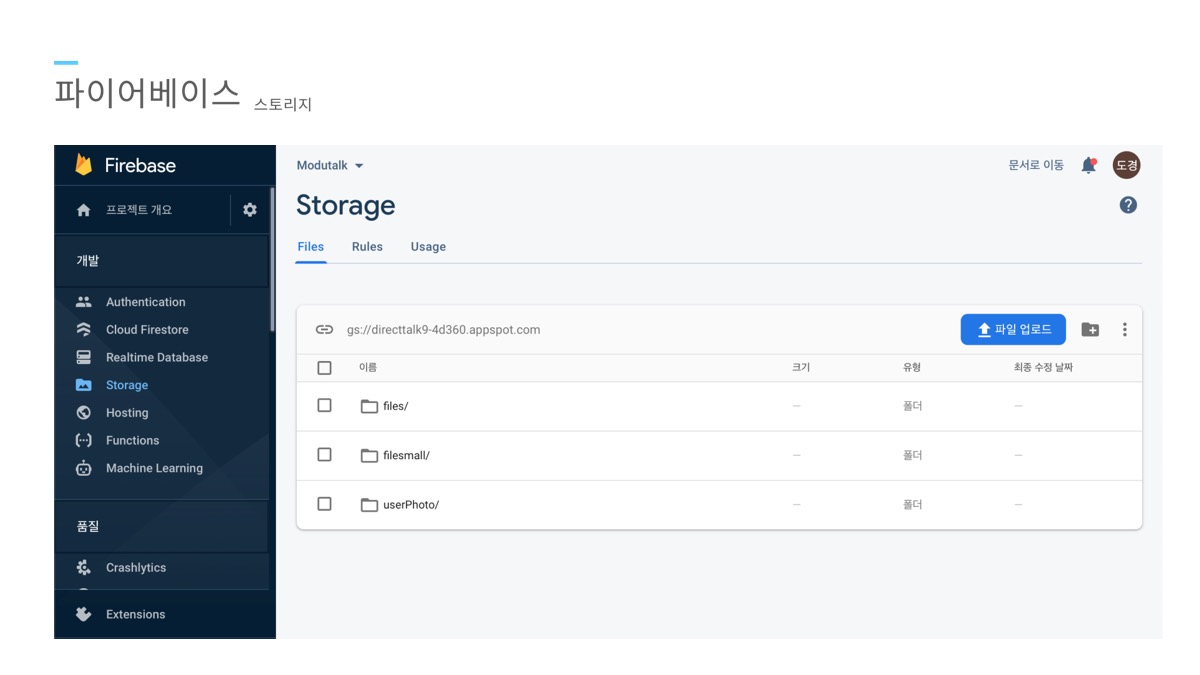 파이어베이스 스토리지
Firebase
프로젝트 개요
개발
Authentication
Cloud Firestore
Realtime Database
Storage
Hosting
Functions
Machine Learning
품질
Crashlytics
Extensions
Modutalk
문서로 이동
도경
Storage
Files Rules Usage
gs://directtalk9-4d360.appspot.com
파일 업로드
이름 크기 유형 최종 수정 날짜
files/ — 폴더 —
filesmall/ — 폴더 —
userPhoto/ — 폴더 —